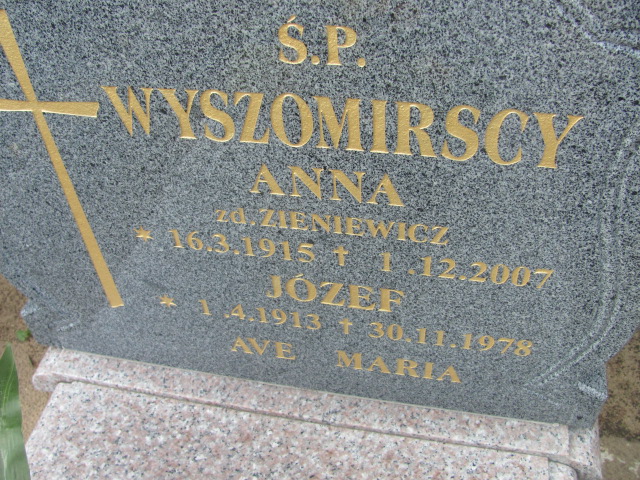 Ś.P.
WYSZOMIRSCY
ANNA
zd. ZIENIEWICZ
* 16.3.1915 † 1.12.2007
JÓZEF
* 1.4.1913 † 30.11.1978
AVE MARIA